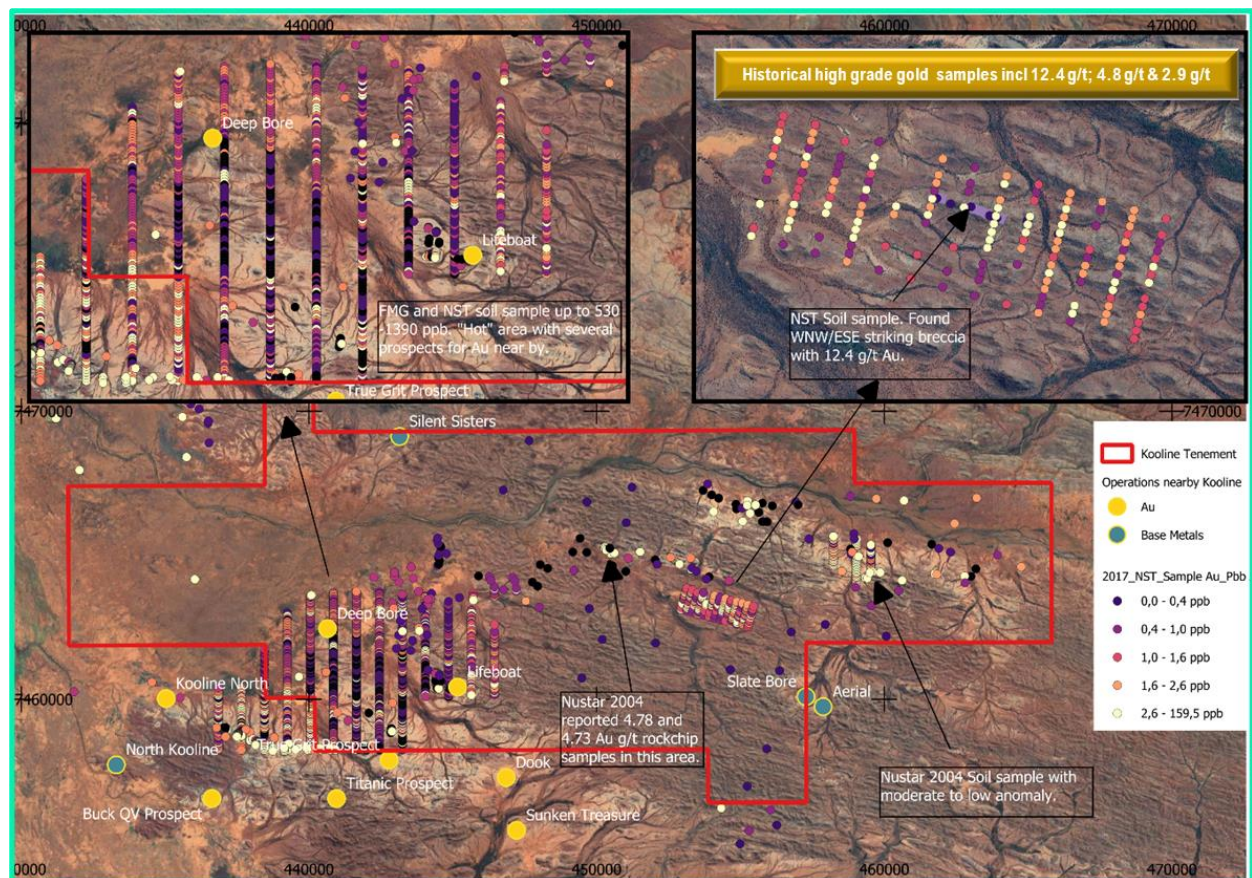 0000
440000
450000
460000
470000
Historical high grade gold samples incl 12.4 g/t; 4.8 g/t & 2.9 g/t
Deep Bore
Lifeboat
FMG and NST soil sample up to 530
-1390 ppb. "Hot" area with several
prospects for Au near by.
True Grit Prospect
NST Soil sample. Found
WNW/ESE striking breccia
with 12.4 g/t Au.
7470000
7470000
Silent Sisters
Kooline Tenement
Operations nearby Kooline
Au
Base Metals
2017_NST_Sample Au_Pbb
0,0 - 0,4 ppb
0,4 - 1,0 ppb
1,0 - 1,6 ppb
1,6 - 2,6 ppb
2,6 - 159,5 ppb
Deep Bore
Lifeboat
Kooline North
7460000
7460000
Slate Bore
Aerial
Nustar 2004
reported 4.78 and
4.73 Au g/t rockchip
samples in this area.
North Kooline
True Grit Prospect
Titanic Prospect
Dook
Buck QV Prospect
Sunken Treasure
Nustar 2004 Soil sample with
moderate to low anomaly.
0000
440000
450000
460000
470000